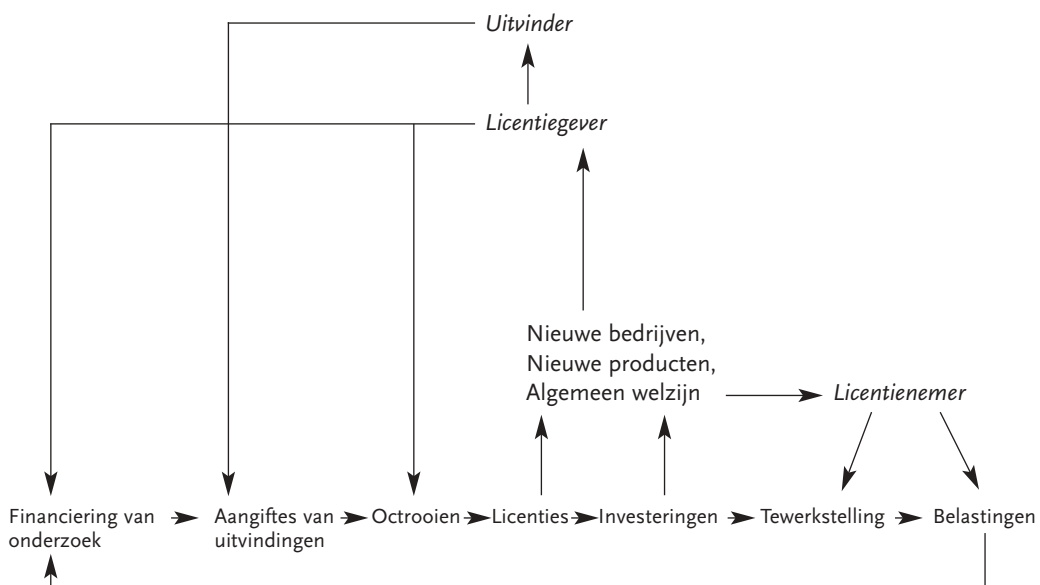 Uitvinder
Licentiegever
Nieuwe bedrijven,
Nieuwe producten,
Algemeen welzijn
Licentienemer
Financiering van
onderzoek
Aangiftes van
uitvindingen
Octrooien
Licenties
Investeringen
Tewerkstelling
Belastingen